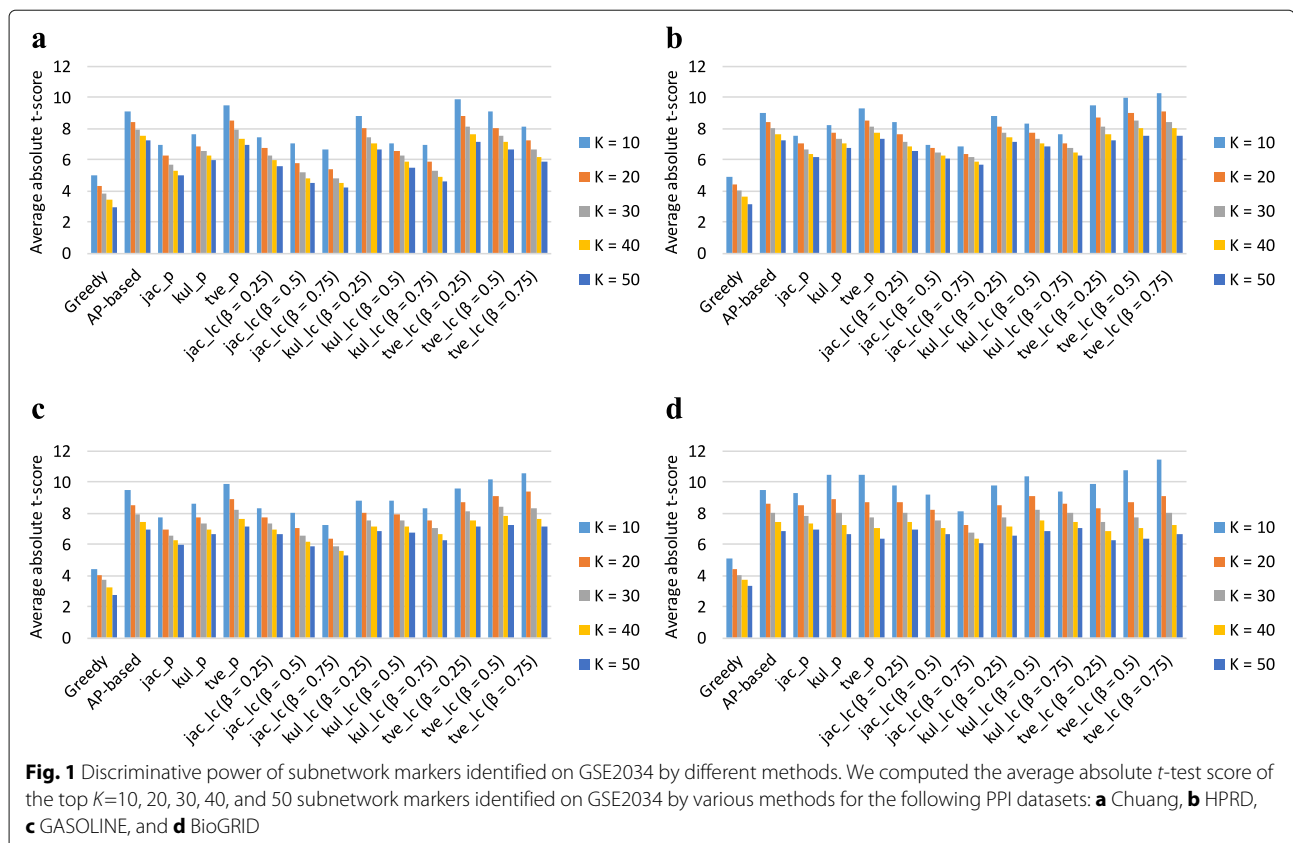 a
Average absolute t-score
12
10
8
6
4
2
0
Greedy
AP-based
jac_p
kul_p
tve_p
jac_lc (β = 0.25)
jac_lc (β = 0.5)
jac_lc (β = 0.75)
kul_lc (β = 0.25)
kul_lc (β = 0.5)
kul_lc (β = 0.75)
tve_lc (β = 0.25)
tve_lc (β = 0.5)
tve_lc (β = 0.75)
K = 10
K = 20
K = 30
K = 40
K = 50
b
Average absolute t-score
12
10
8
6
4
2
0
Greedy
AP-based
jac_p
kul_p
tve_p
jac_lc (β = 0.25)
jac_lc (β = 0.5)
jac_lc (β = 0.75)
kul_lc (β = 0.25)
kul_lc (β = 0.5)
kul_lc (β = 0.75)
tve_lc (β = 0.25)
tve_lc (β = 0.5)
tve_lc (β = 0.75)
K = 10
K = 20
K = 30
K = 40
K = 50
c
Average absolute t-score
12
10
8
6
4
2
0
Greedy
AP-based
jac_p
kul_p
tve_p
jac_lc (β = 0.25)
jac_lc (β = 0.5)
jac_lc (β = 0.75)
kul_lc (β = 0.25)
kul_lc (β = 0.5)
kul_lc (β = 0.75)
tve_lc (β = 0.25)
tve_lc (β = 0.5)
tve_lc (β = 0.75)
K = 10
K = 20
K = 30
K = 40
K = 50
d
Average absolute t-score
12
10
8
6
4
2
0
Greedy
AP-based
jac_p
kul_p
tve_p
jac_lc (β = 0.25)
jac_lc (β = 0.5)
jac_lc (β = 0.75)
kul_lc (β = 0.25)
kul_lc (β = 0.5)
kul_lc (β = 0.75)
tve_lc (β = 0.25)
tve_lc (β = 0.5)
tve_lc (β = 0.75)
K = 10
K = 20
K = 30
K = 40
K = 50
Fig. 1 Discriminative power of subnetwork markers identified on GSE2034 by different methods. We computed the average absolute t-test score of
the top K=10, 20, 30, 40, and 50 subnetwork markers identified on GSE2034 by various methods for the following PPI datasets: a Chuang, b HPRD,
c GASOLINE, and d BioGRID